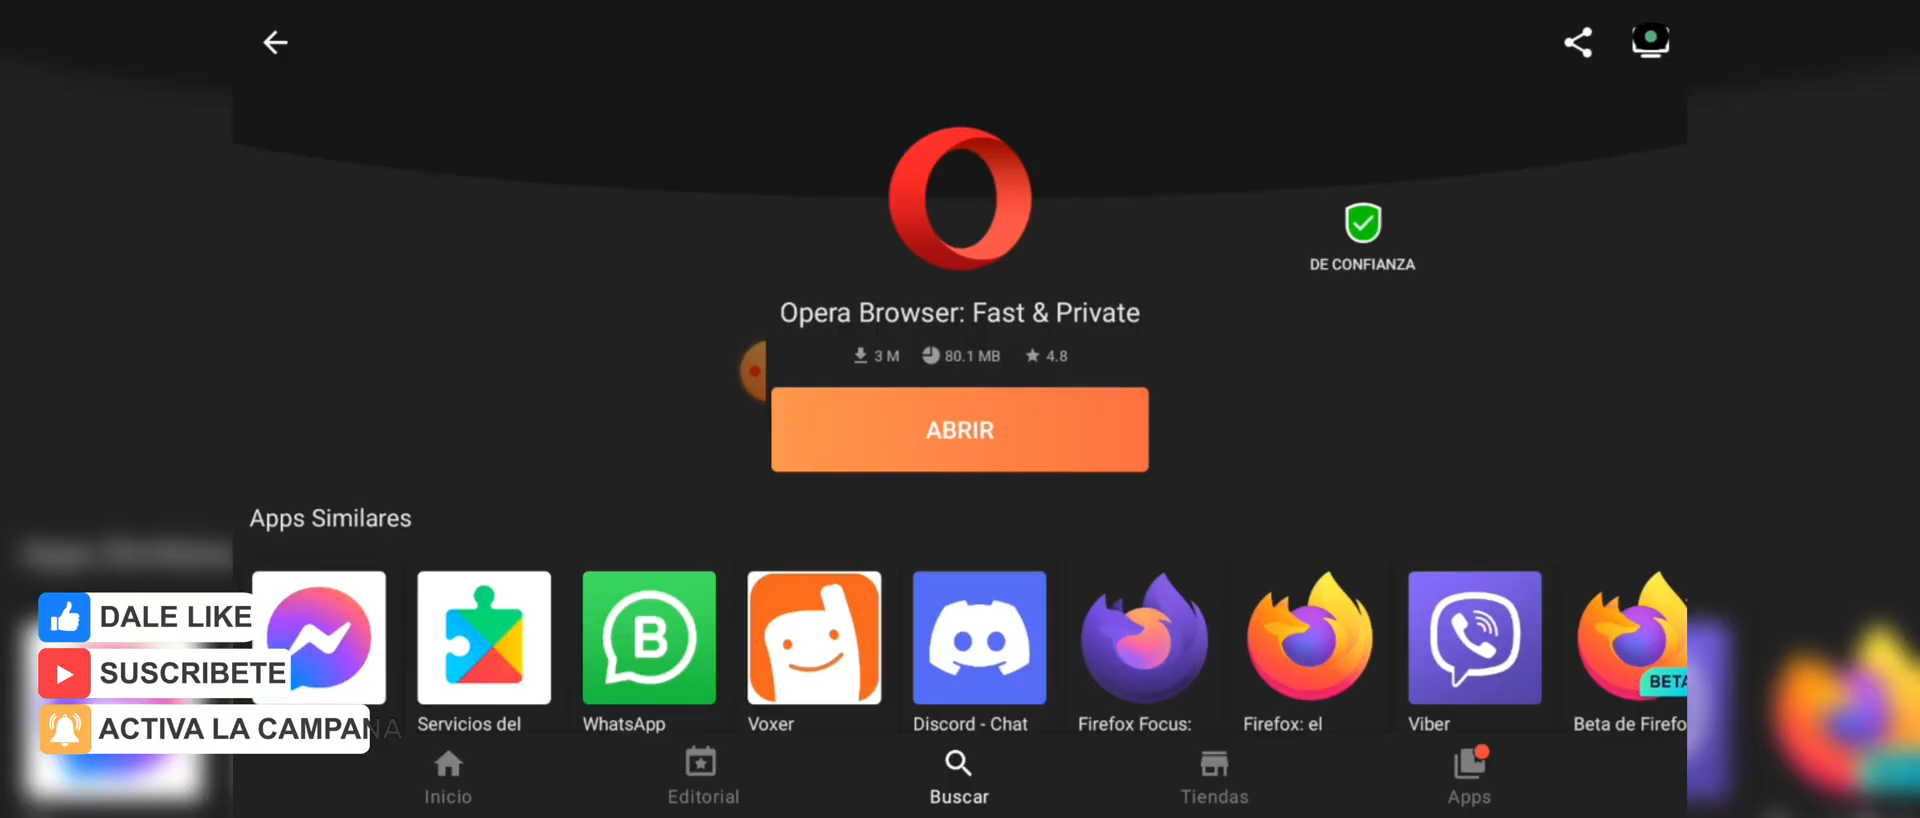 DE CONFIANZA
Opera Browser: Fast & Private
3 M 80.1 MB 4.8
ABRIR
Apps Similares
DALE LIKE
SUSCRIBETE
ACTIVA LA CAMPANA
B
BETA
Servicios del WhatsApp Voxer Discord - Chat Firefox Focus: Firefox: el Viber Beta de Firefo
Inicio Editorial Buscar Tiendas Apps